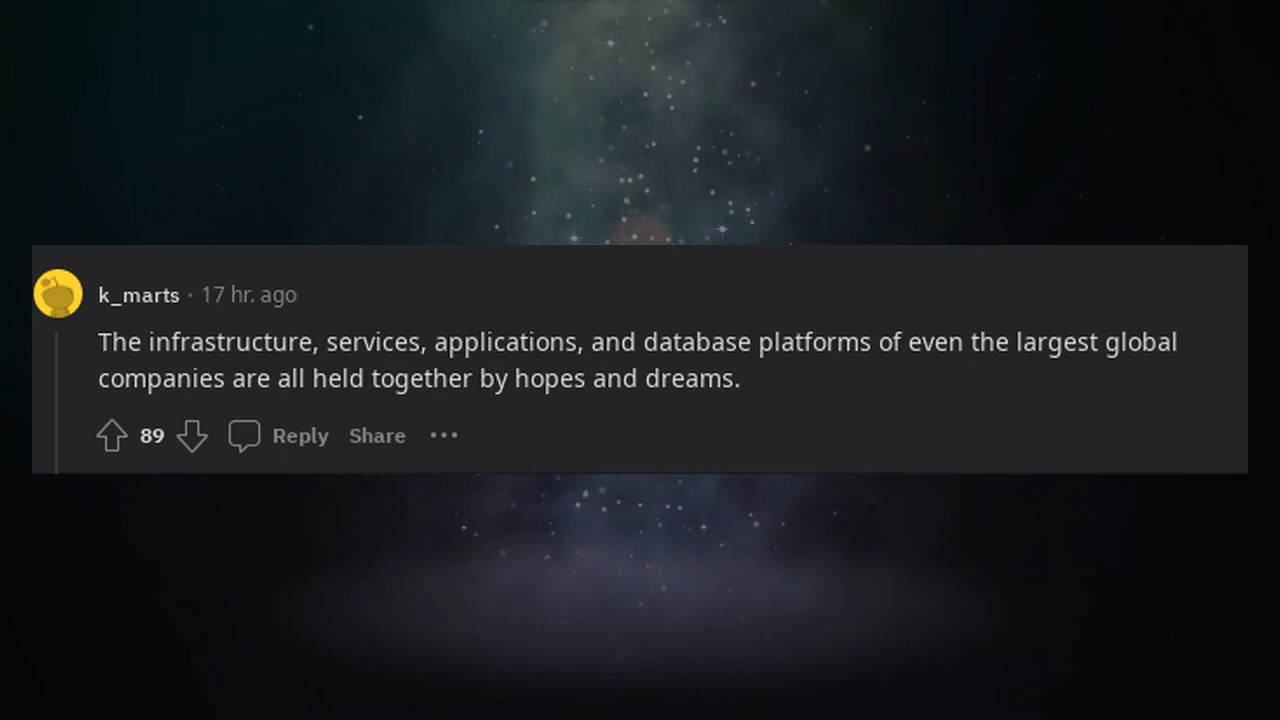 k_marts · 17 hr. ago
The infrastructure, services, applications, and database platforms of even the largest global
companies are all held together by hopes and dreams.
89 Reply Share •••